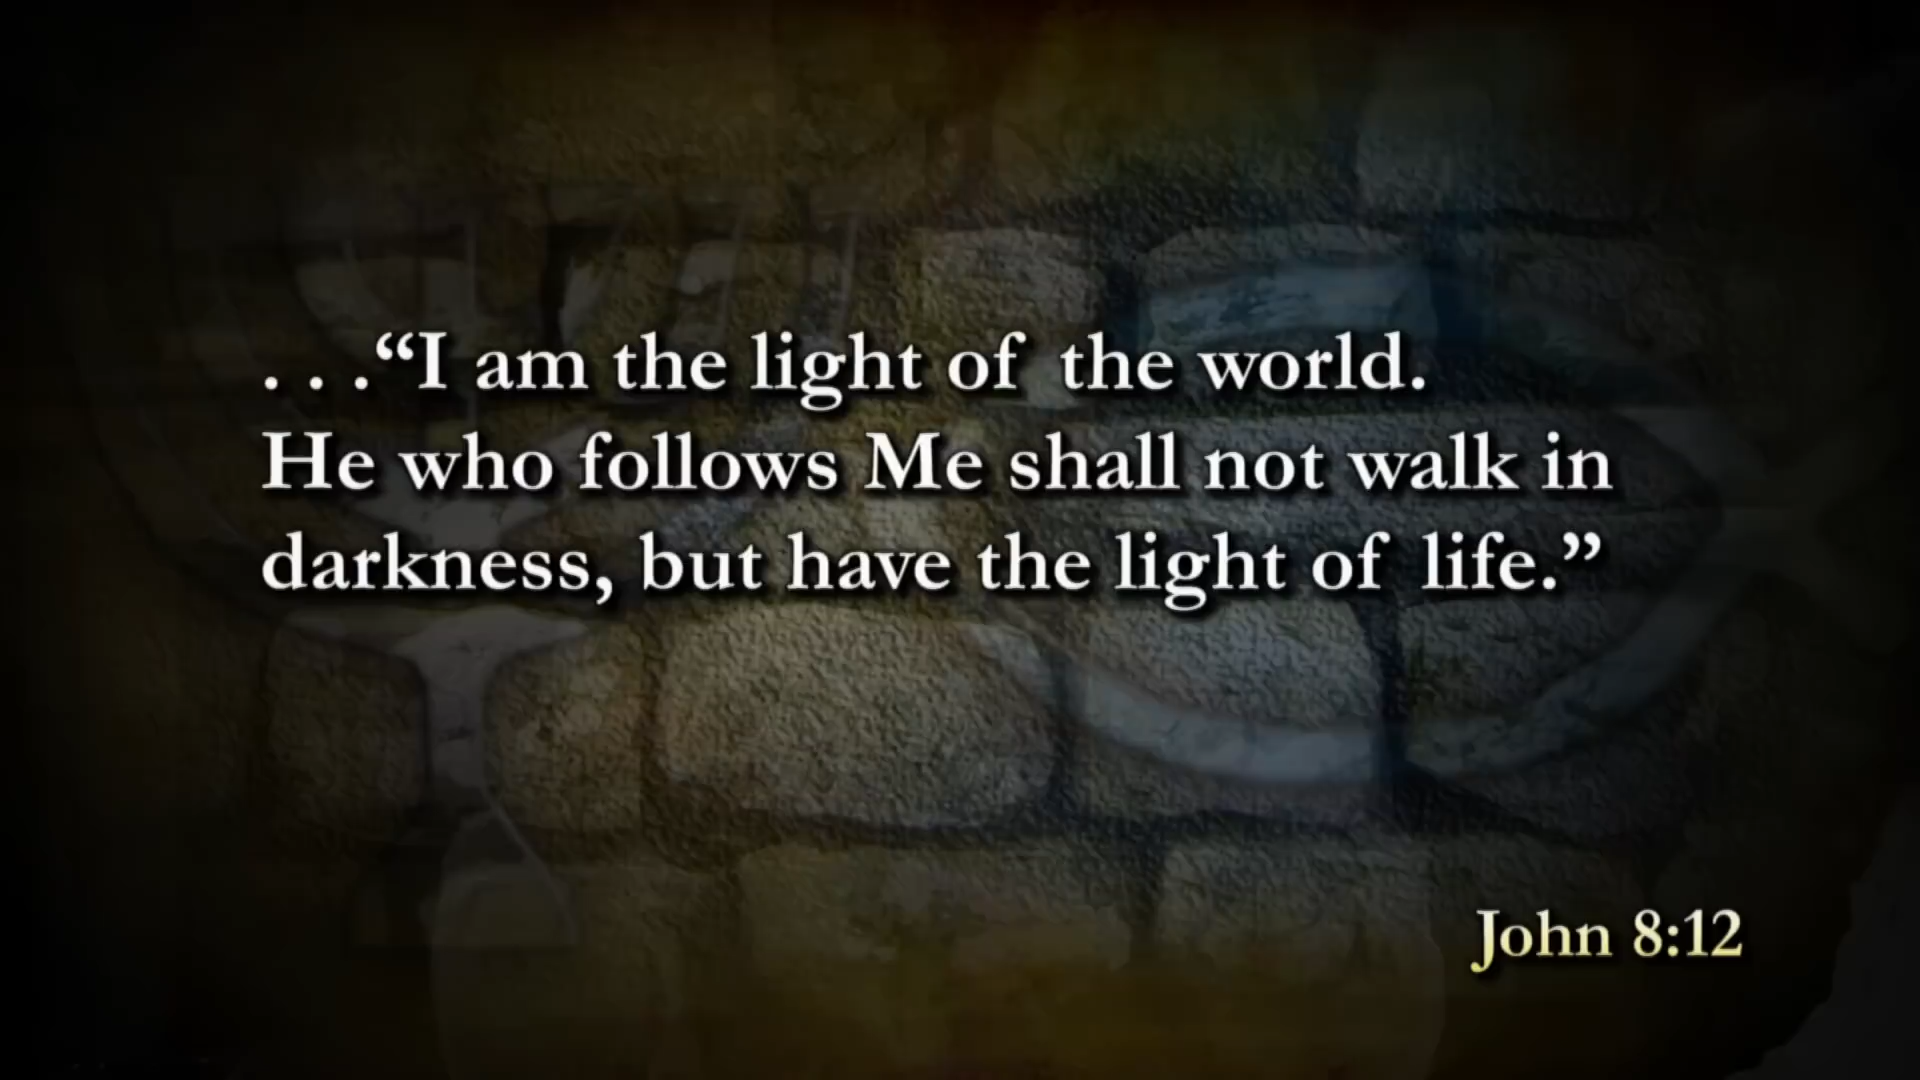 . . .“I am the light of the world.
He who follows Me shall not walk in
darkness, but have the light of life.”
John 8:12